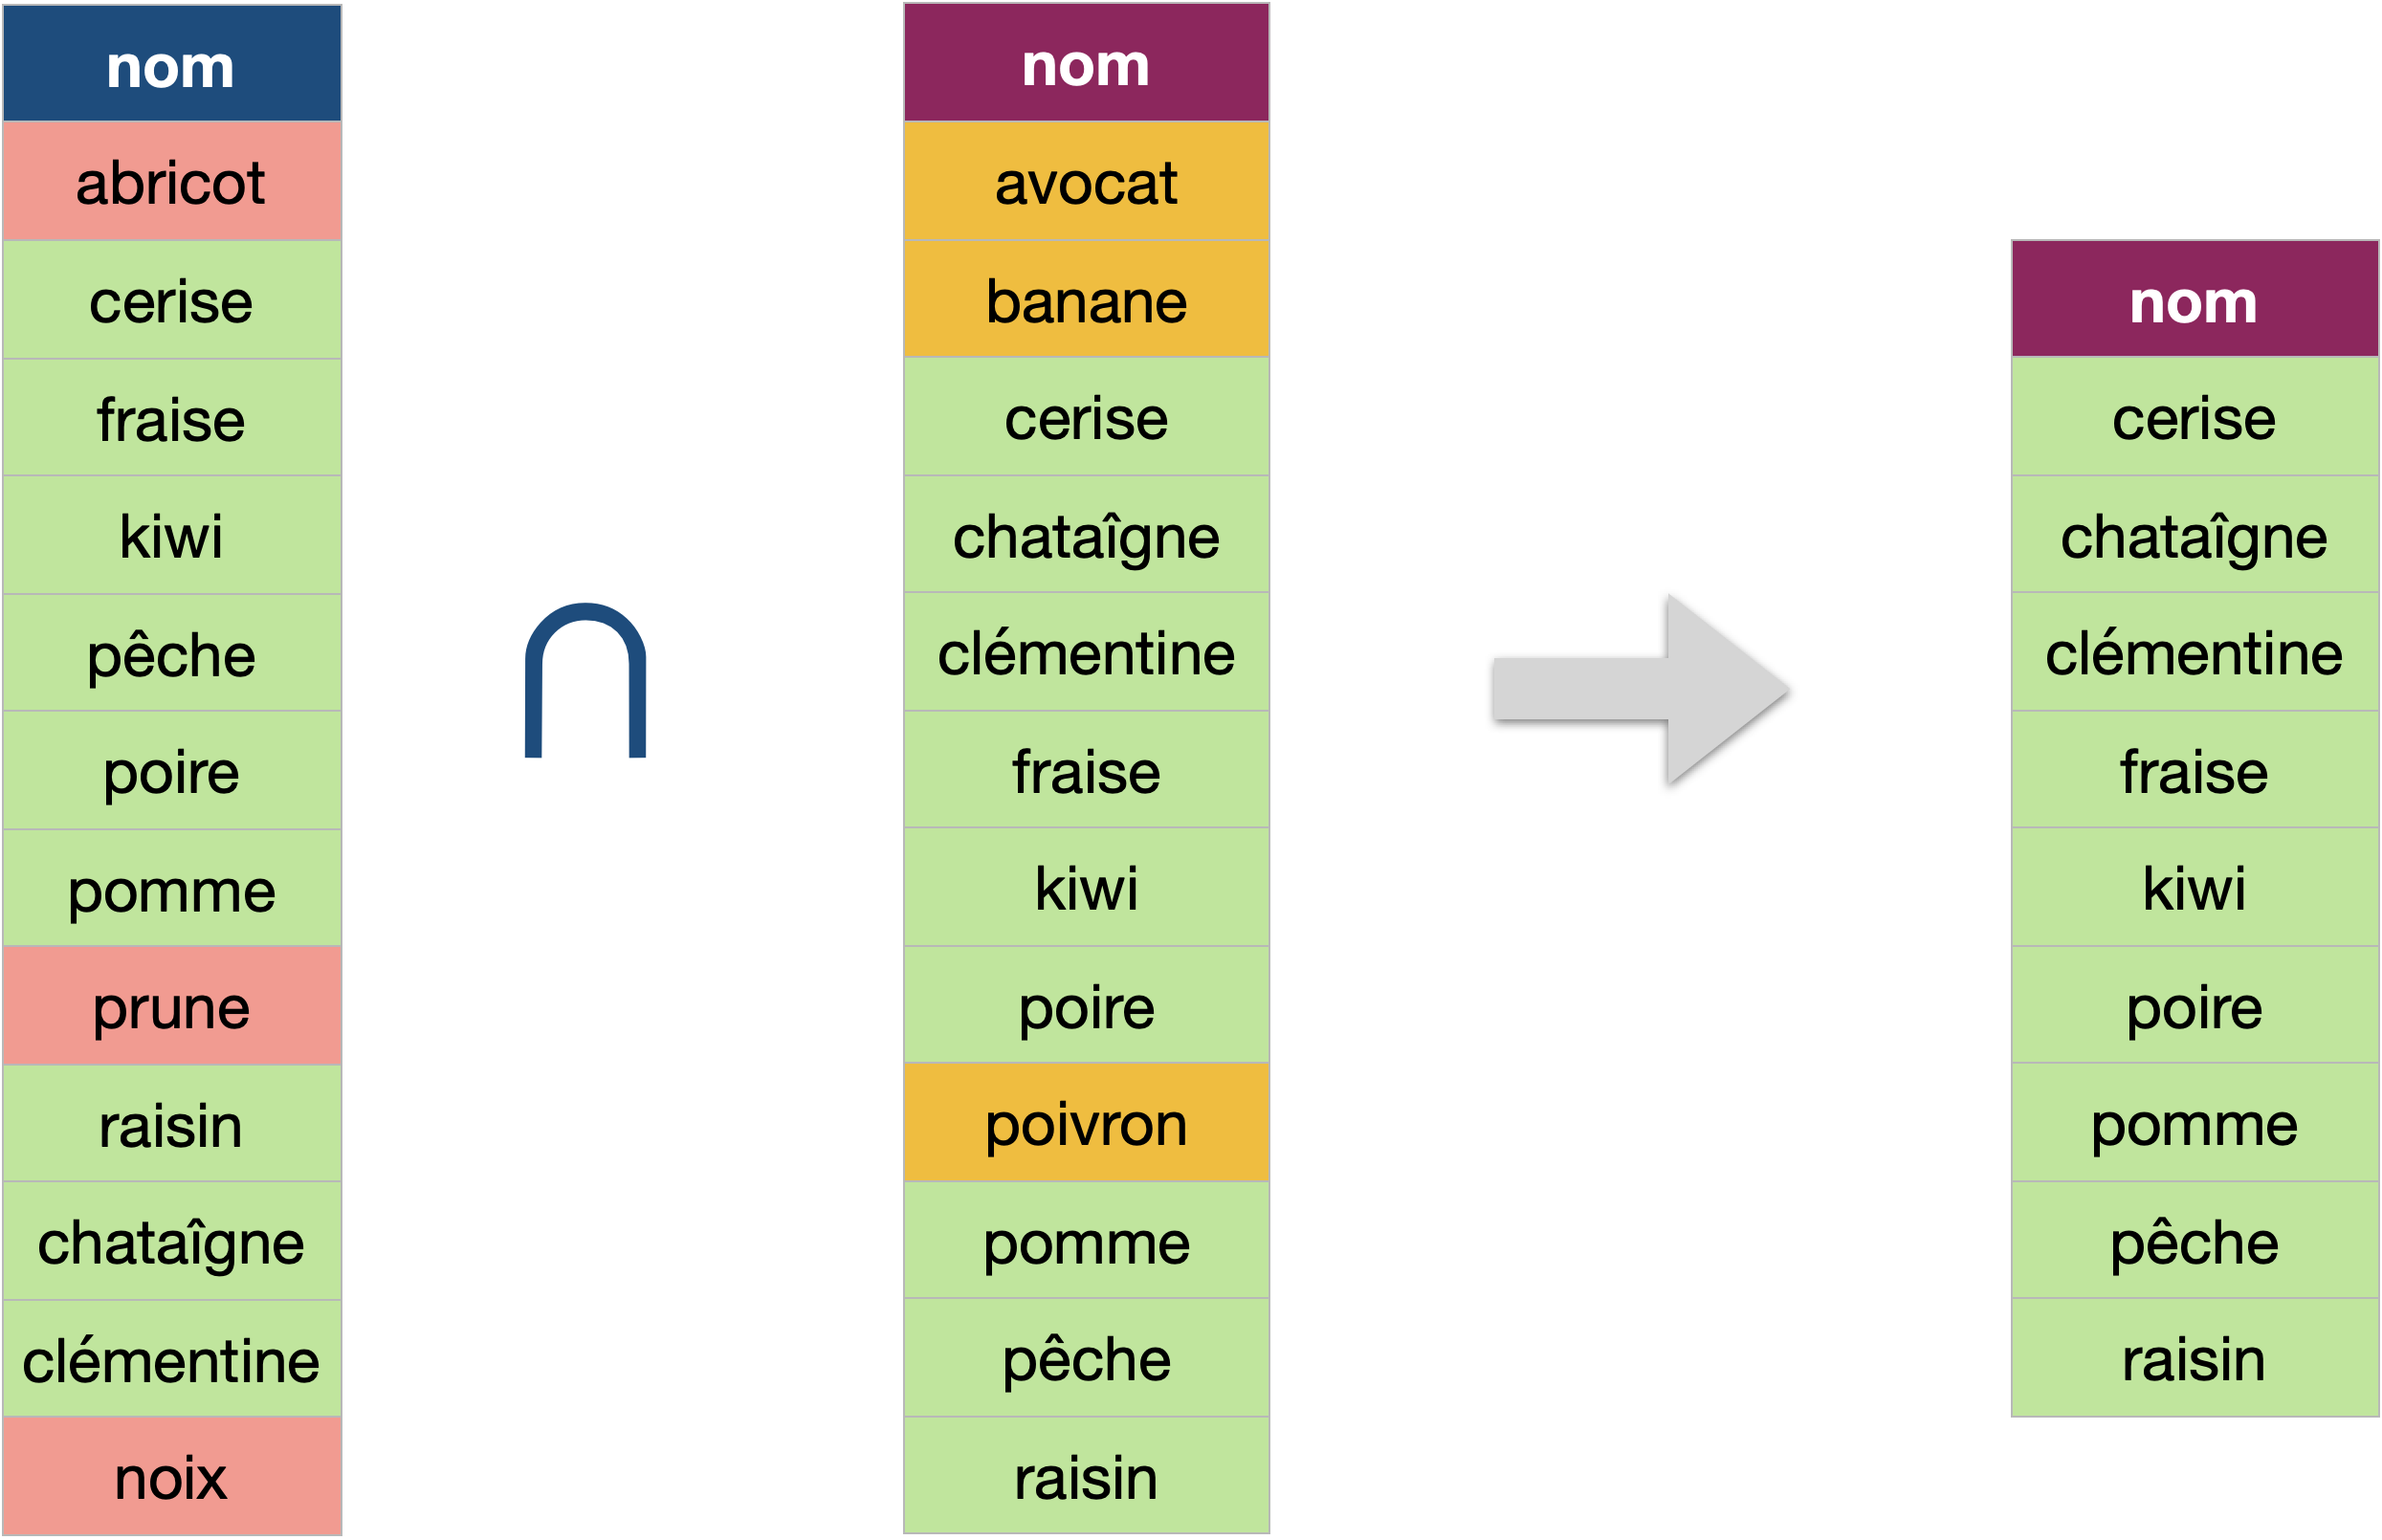 nom
abricot
cerise
fraise
kiwi
pêche
poire
pomme
prune
raisin
chataîgne
clémentine
noix
∩
nom
avocat
banane
cerise
chataîgne
clémentine
fraise
kiwi
poire
poivron
pomme
pêche
raisin
nom
cerise
chataîgne
clémentine
fraise
kiwi
poire
pomme
pêche
raisin